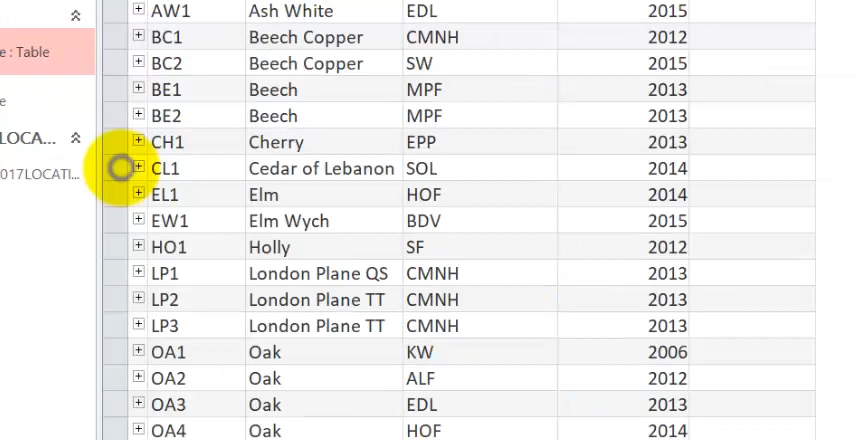 AW1 Ash White EDL 2015
BC1 Beech Copper CMNH 2012
e : Table
BC2 Beech Copper SW 2015
BE1 Beech MPF 2013
e
BE2 Beech MPF 2013
LOCA...
CH1 Cherry EPP 2013
017LOCATI...
CL1 Cedar of Lebanon SOL 2014
EL1 Elm HOF 2014
EW1 Elm Wych BDV 2015
HO1 Holly SF 2012
LP1 London Plane QS CMNH 2013
LP2 London Plane TT CMNH 2013
LP3 London Plane TT CMNH 2013
OA1 Oak KW 2006
OA2 Oak ALF 2012
OA3 Oak EDL 2013
OA4 Oak HOF 2014